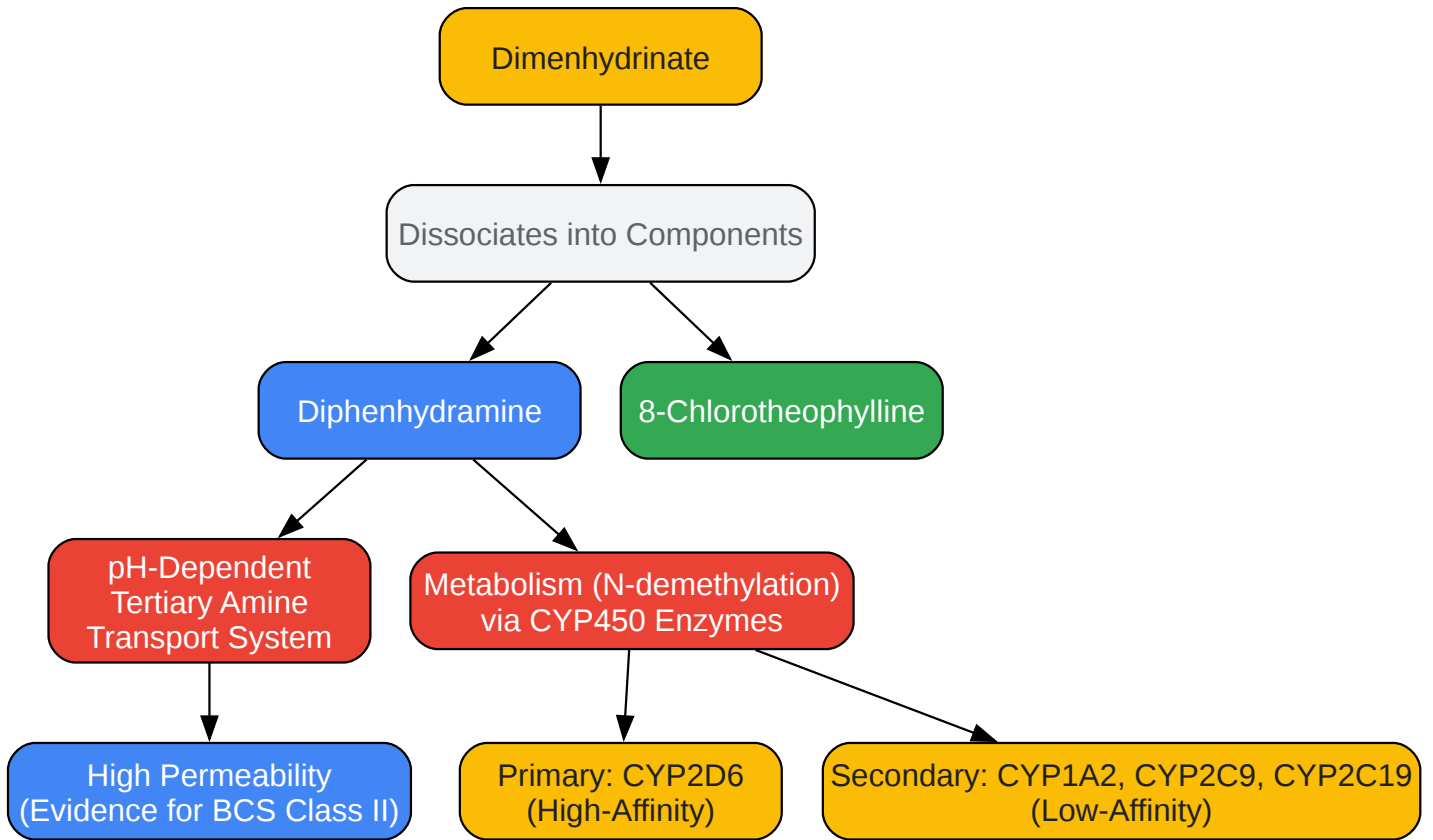 Dimenhydrinate
Dissociates into Components
Diphenhydramine
8-Chlorotheophylline
pH-Dependent
Tertiary Amine
Transport System
Metabolism (N-demethylation)
via CYP450 Enzymes
High Permeability
(Evidence for BCS Class II)
Primary: CYP2D6
(High-Affinity)
Secondary: CYP1A2, CYP2C9, CYP2C19
(Low-Affinity)